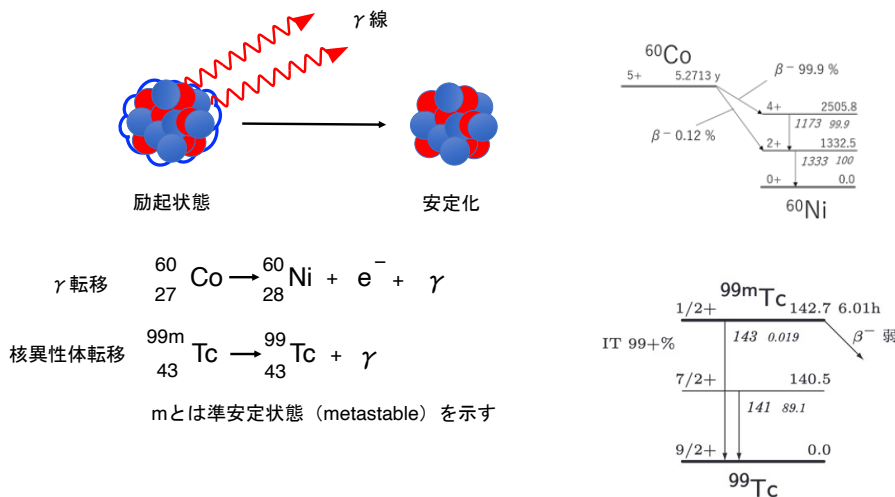 γ線
励起状態
安定化
60Co
5+ 5.2713 y
β− 99.9 %
β− 0.12 %
4+ 2505.8
1173 99.9
2+ 1332.5
1333 100
0+ 0.0
60Ni
γ転移 60 27 Co → 60 28 Ni + e− + γ
核異性体転移 99m 43 Tc → 99 43 Tc + γ
mとは準安定状態(metastable)を示す
99mTc
1/2+ 142.7 6.01h
IT 99+%
143 0.019
β− 弱
7/2+ 140.5
141 89.1
9/2+ 0.0
99Tc